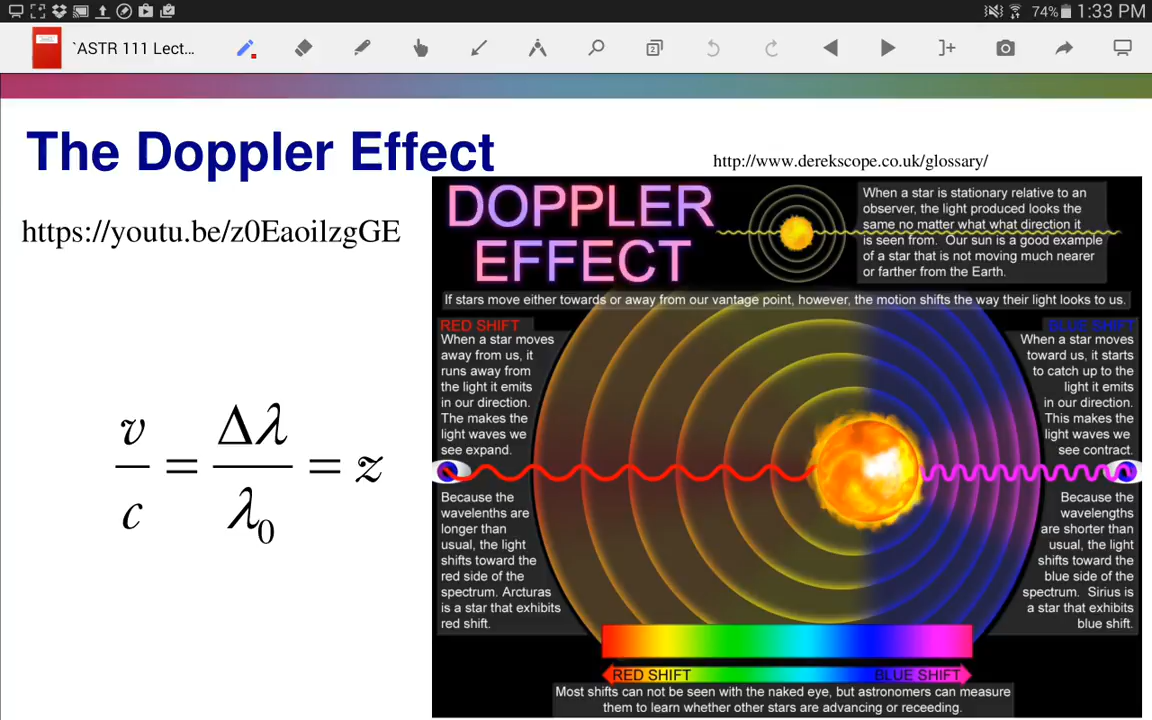 74% 1:33 PM
`ASTR 111 Lect...
2
The Doppler Effect
http://www.derekscope.co.uk/glossary/
https://youtu.be/z0EaoilzgGE
v/c = Δλ/λ₀ = z
DOPPLER
EFFECT
When a star is stationary relative to an
observer, the light produced looks the
same no matter what what direction it
is seen from. Our sun is a good example
of a star that is not moving much nearer
or farther from the Earth.
If stars move either towards or away from our vantage point, however, the motion shifts the way their light looks to us.
RED SHIFT
When a star moves
away from us, it
runs away from
the light it emits
in our direction.
The makes the
light waves we
see expand.
Because the
wavelenths are
longer than
usual, the light
shifts toward the
red side of the
spectrum. Arcturas
is a star that exhibits
red shift.
BLUE SHIFT
When a star moves
toward us, it starts
to catch up to the
light it emits
in our direction.
This makes the
light waves we
see contract.
Because the
wavelengths
are shorter than
usual, the light
shifts toward the
blue side of the
spectrum. Sirius is
a star that exhibits
blue shift.
RED SHIFT
BLUE SHIFT
Most shifts can not be seen with the naked eye, but astronomers can measure
them to learn whether other stars are advancing or receeding.